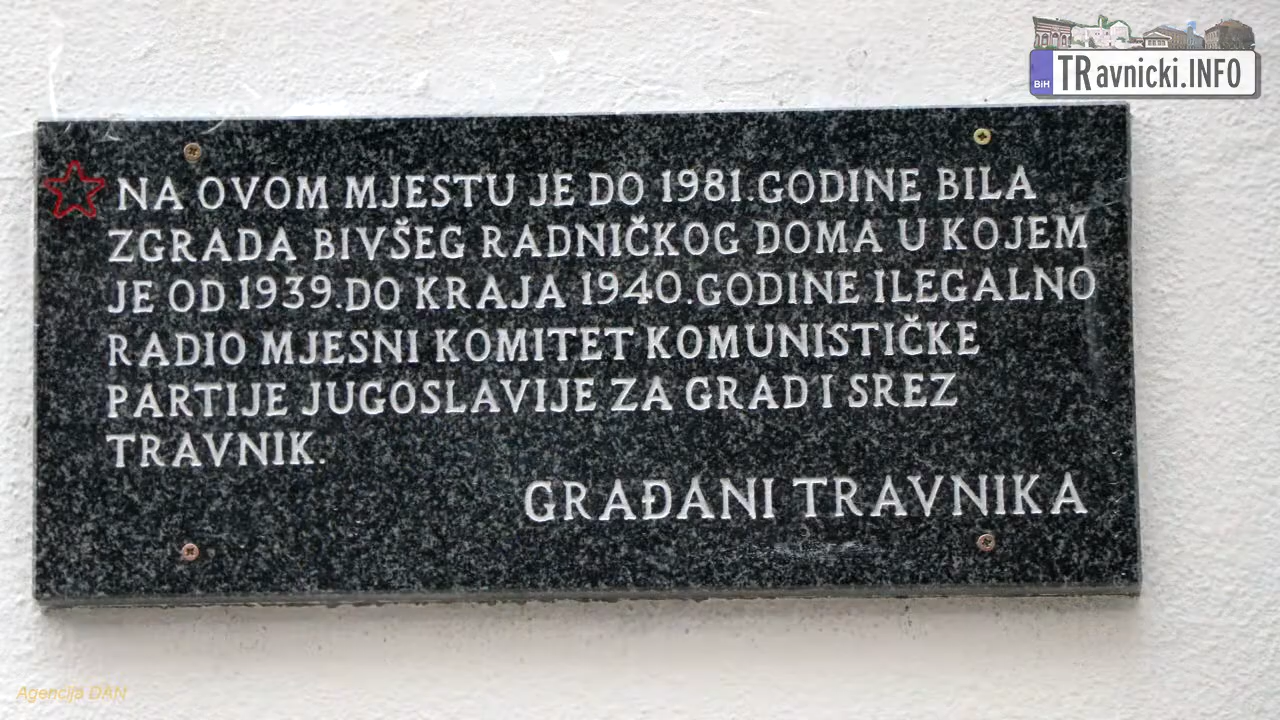 BiH TRavnicki.INFO
NA OVOM MJESTU JE DO 1981.GODINE BILA
ZGRADA BIVŠEG RADNIČKOG DOMA U KOJEM
JE OD 1939.DO KRAJA 1940.GODINE ILEGALNO
RADIO MJESNI KOMITET KOMUNISTIČKE
PARTIJE JUGOSLAVIJE ZA GRAD I SREZ
TRAVNIK.
GRAĐANI TRAVNIKA
Agencija DAN